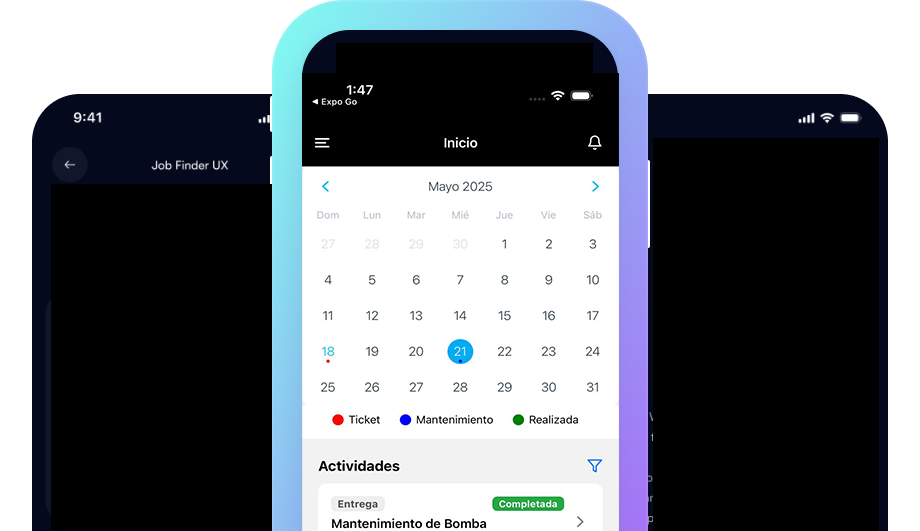 9:41
Job Finder UX
1:47
◀ Expo Go
Inicio
Mayo 2025
Dom Lun Mar Mié Jue Vie Sáb
27 28 29 30 1 2 3
4 5 6 7 8 9 10
11 12 13 14 15 16 17
18 19 20 21 22 23 24
25 26 27 28 29 30 31
Ticket Mantenimiento Realizada
Actividades
Entrega Completada
Mantenimiento de Bomba